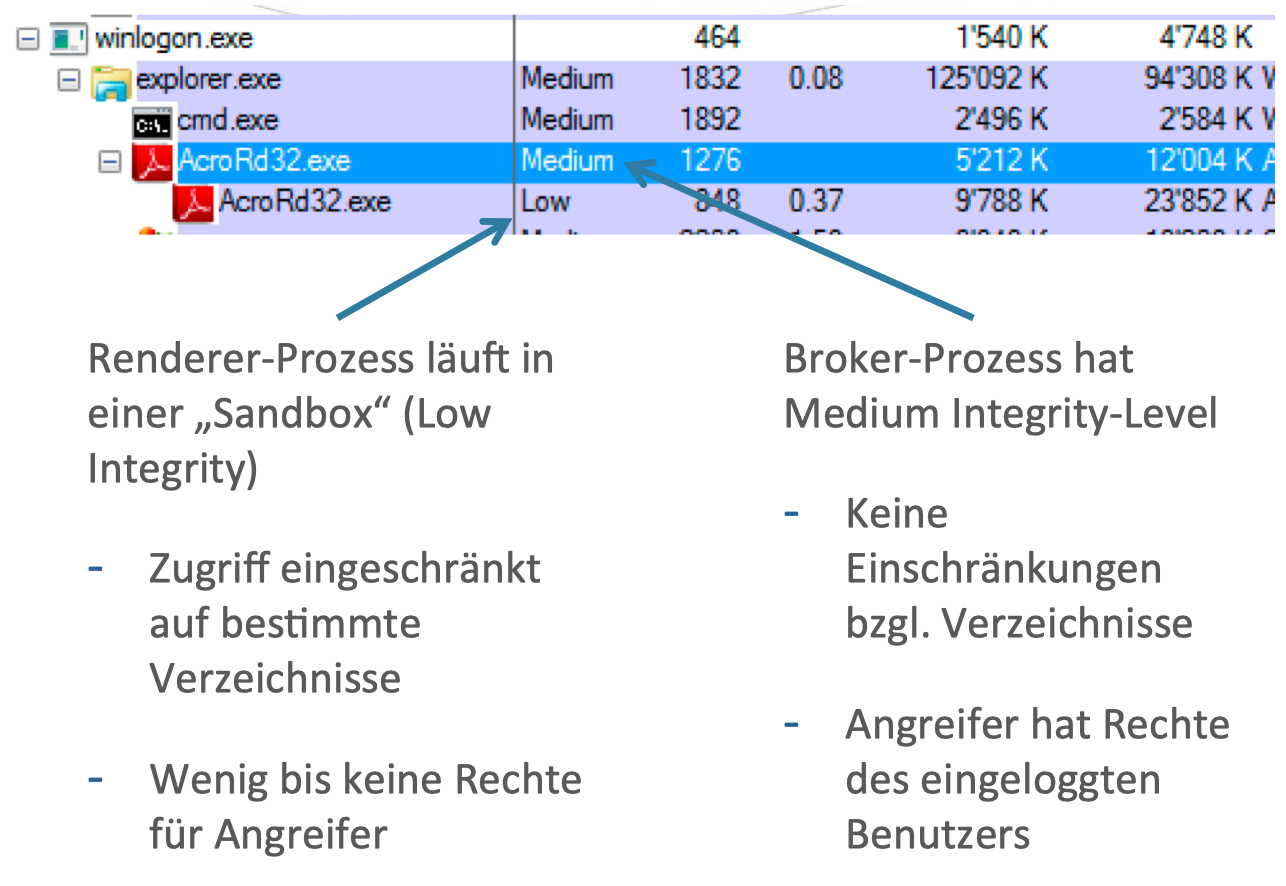 winlogon.exe 464 1'540 K 4'748 K
explorer.exe Medium 1832 0.08 125'092 K 94'308 K
cmd.exe Medium 1892 2'496 K 2'584 K
AcroRd32.exe Medium 1276 5'212 K 12'004 K A
AcroRd32.exe Low 848 0.37 9'788 K 23'852 K A
Renderer-Prozess läuft in
einer „Sandbox“ (Low
Integrity)
- Zugriff eingeschränkt
auf bestimmte
Verzeichnisse
- Wenig bis keine Rechte
für Angreifer
Broker-Prozess hat
Medium Integrity-Level
- Keine
Einschränkungen
bzgl. Verzeichnisse
- Angreifer hat Rechte
des eingeloggten
Benutzers